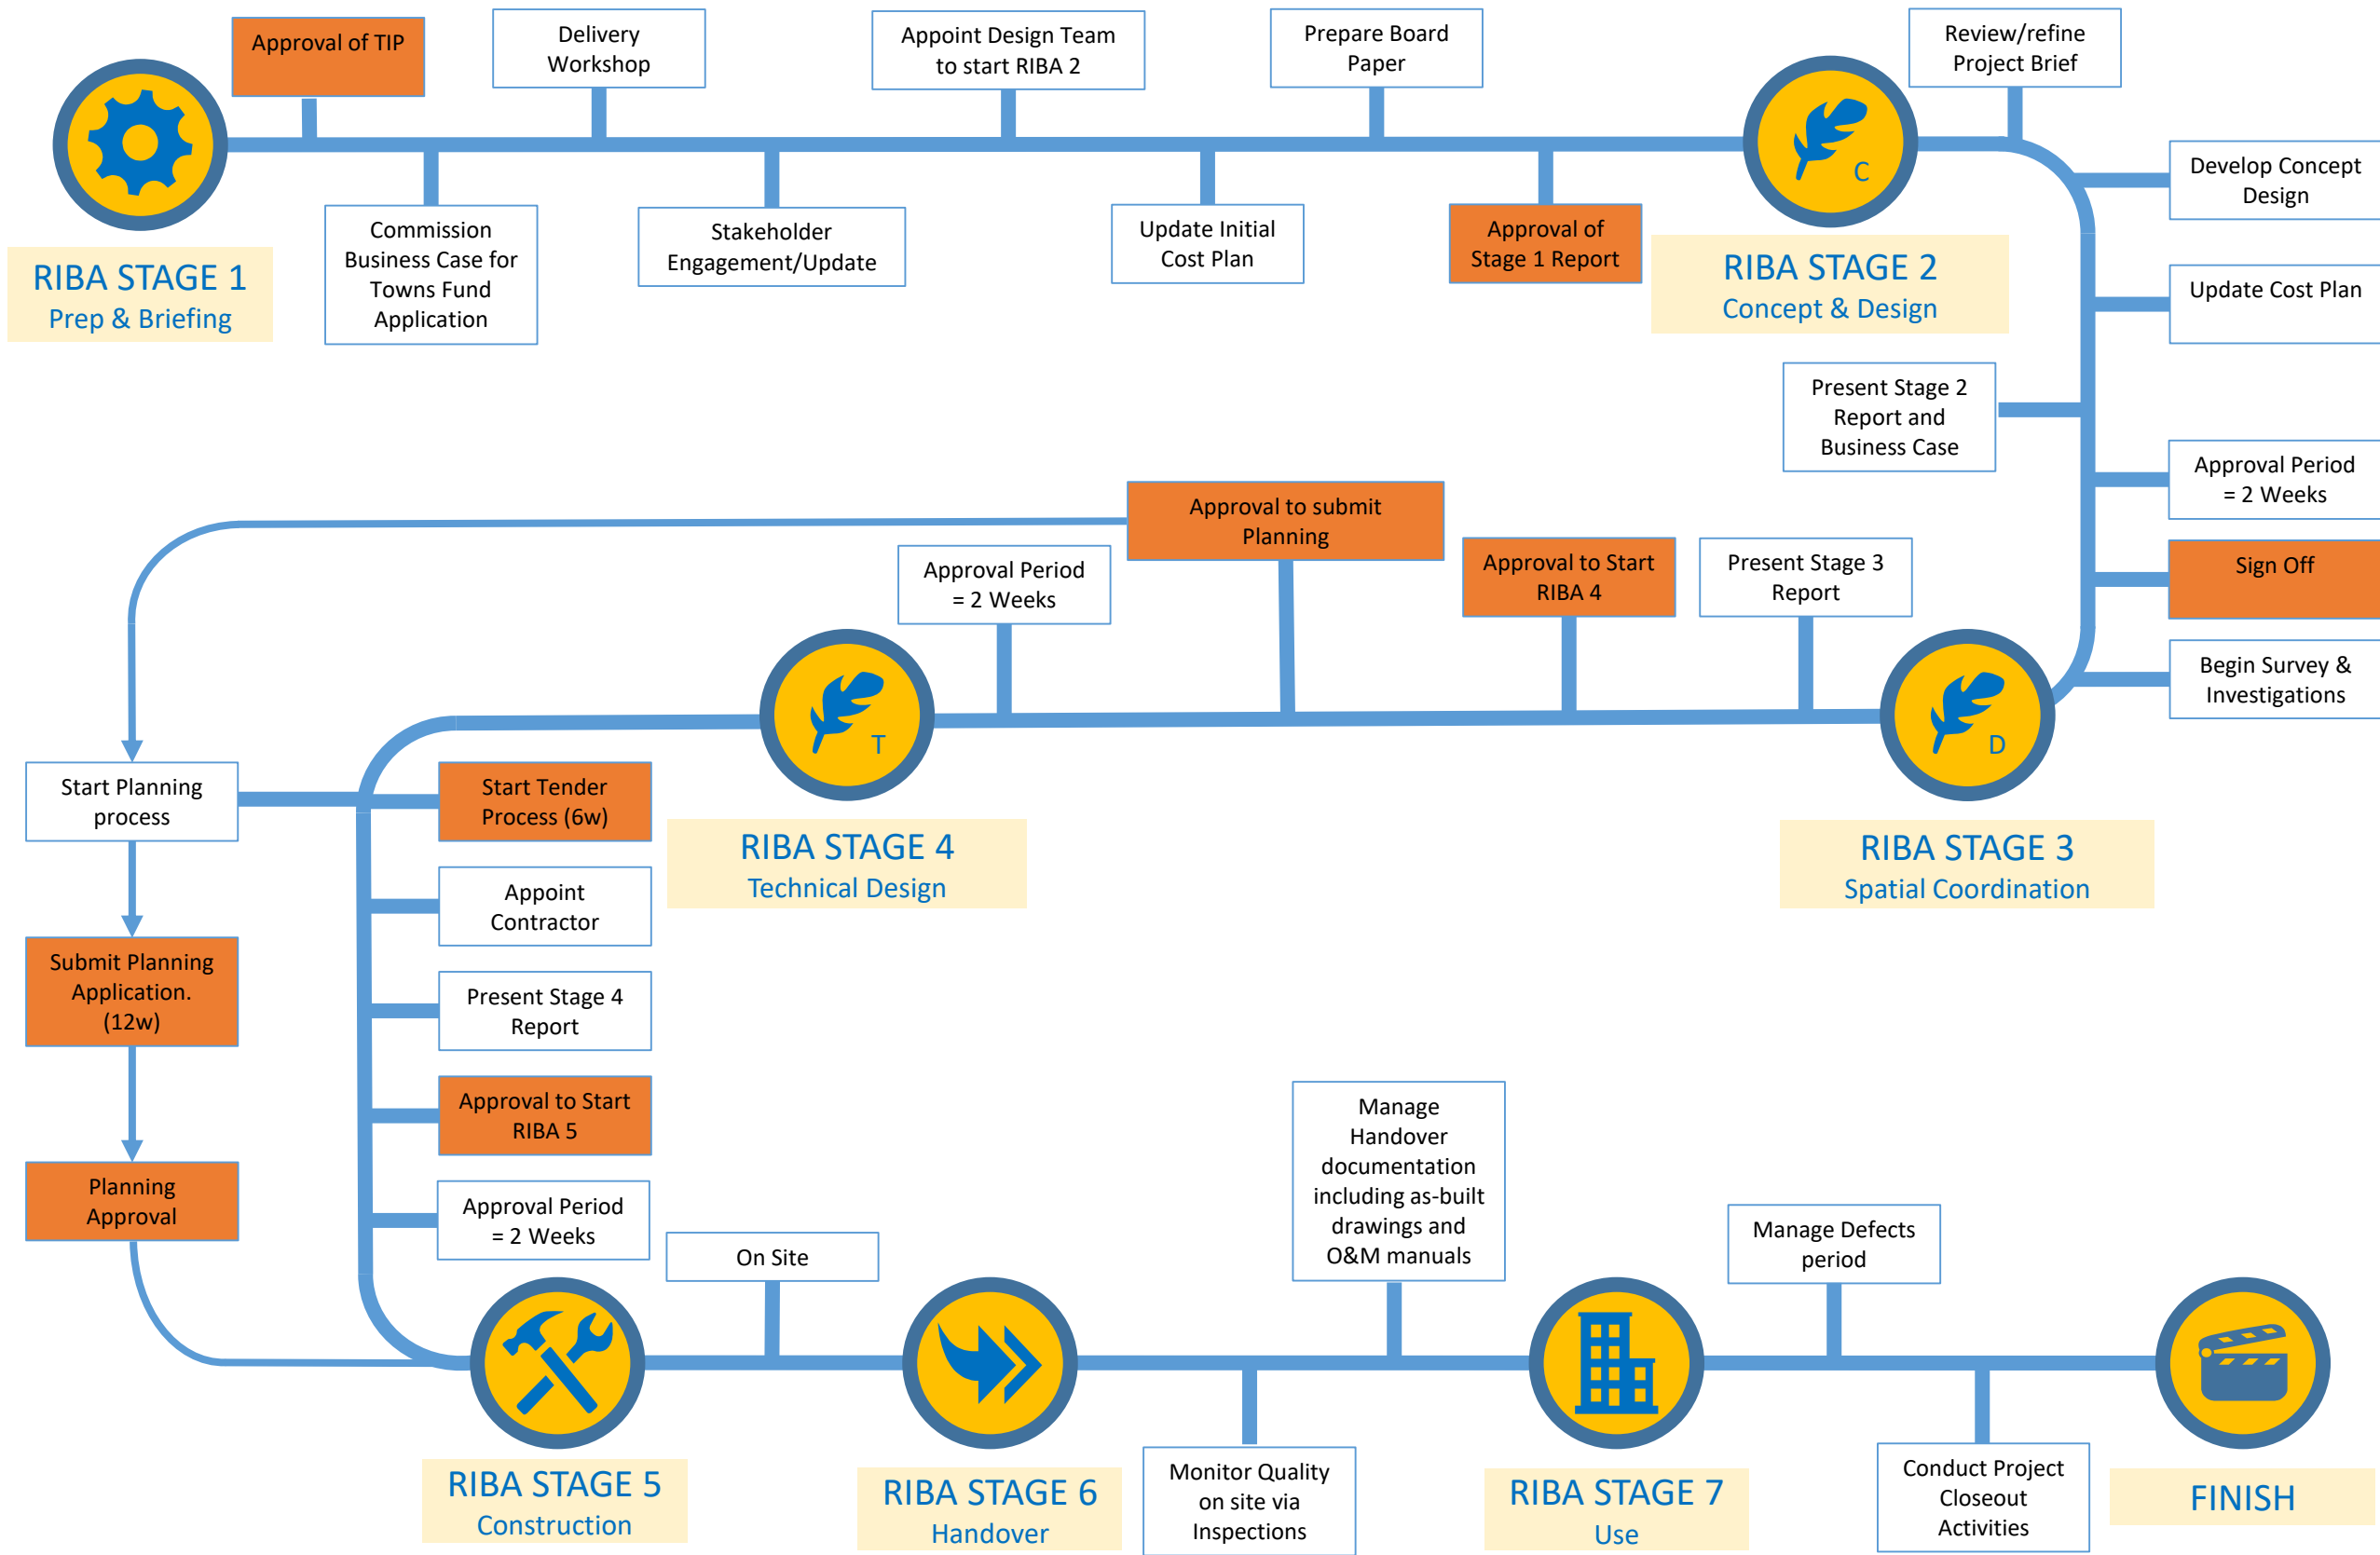 Approval of TIP
Delivery
Workshop
Appoint Design Team
to start RIBA 2
Prepare Board
Paper
Review/refine
Project Brief
RIBA STAGE 1
Prep & Briefing
Commission
Business Case for
Towns Fund
Application
Stakeholder
Engagement/Update
Update Initial
Cost Plan
Approval of
Stage 1 Report
C
RIBA STAGE 2
Concept & Design
Develop Concept
Design
Update Cost Plan
Present Stage 2
Report and
Business Case
Approval Period
= 2 Weeks
Sign Off
Begin Survey &
Investigations
Present Stage 3
Report
Approval to Start
RIBA 4
Approval to submit
Planning
Approval Period
= 2 Weeks
D
RIBA STAGE 3
Spatial Coordination
T
RIBA STAGE 4
Technical Design
Start Planning
process
Submit Planning
Application.
(12w)
Planning
Approval
Start Tender
Process (6w)
Appoint
Contractor
Present Stage 4
Report
Approval to Start
RIBA 5
Approval Period
= 2 Weeks
RIBA STAGE 5
Construction
On Site
RIBA STAGE 6
Handover
Monitor Quality
on site via
Inspections
Manage
Handover
documentation
including as-built
drawings and
O&M manuals
RIBA STAGE 7
Use
Manage Defects
period
Conduct Project
Closeout
Activities
FINISH